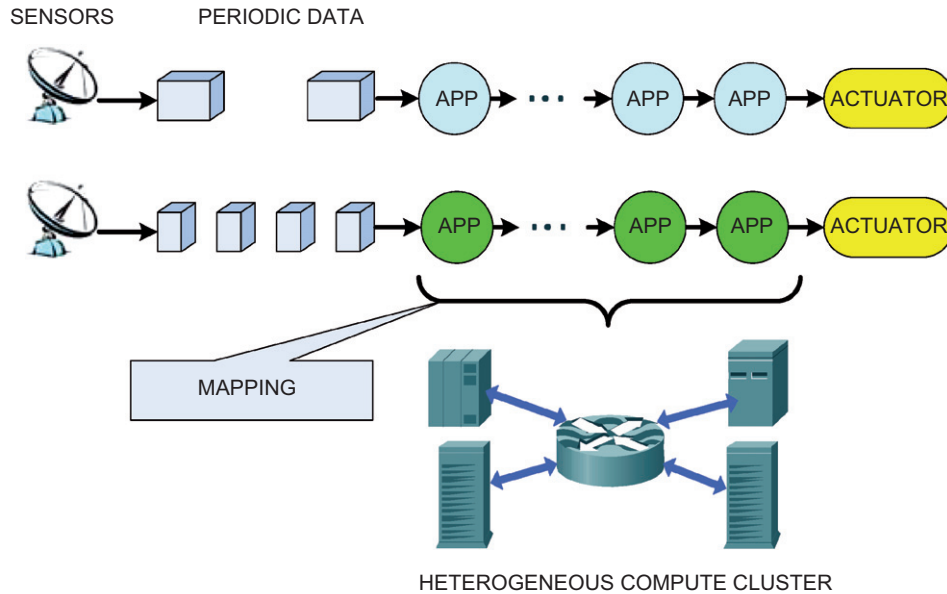 SENSORS
PERIODIC DATA
APP
APP
APP
ACTUATOR
APP
APP
APP
ACTUATOR
MAPPING
HETEROGENEOUS COMPUTE CLUSTER